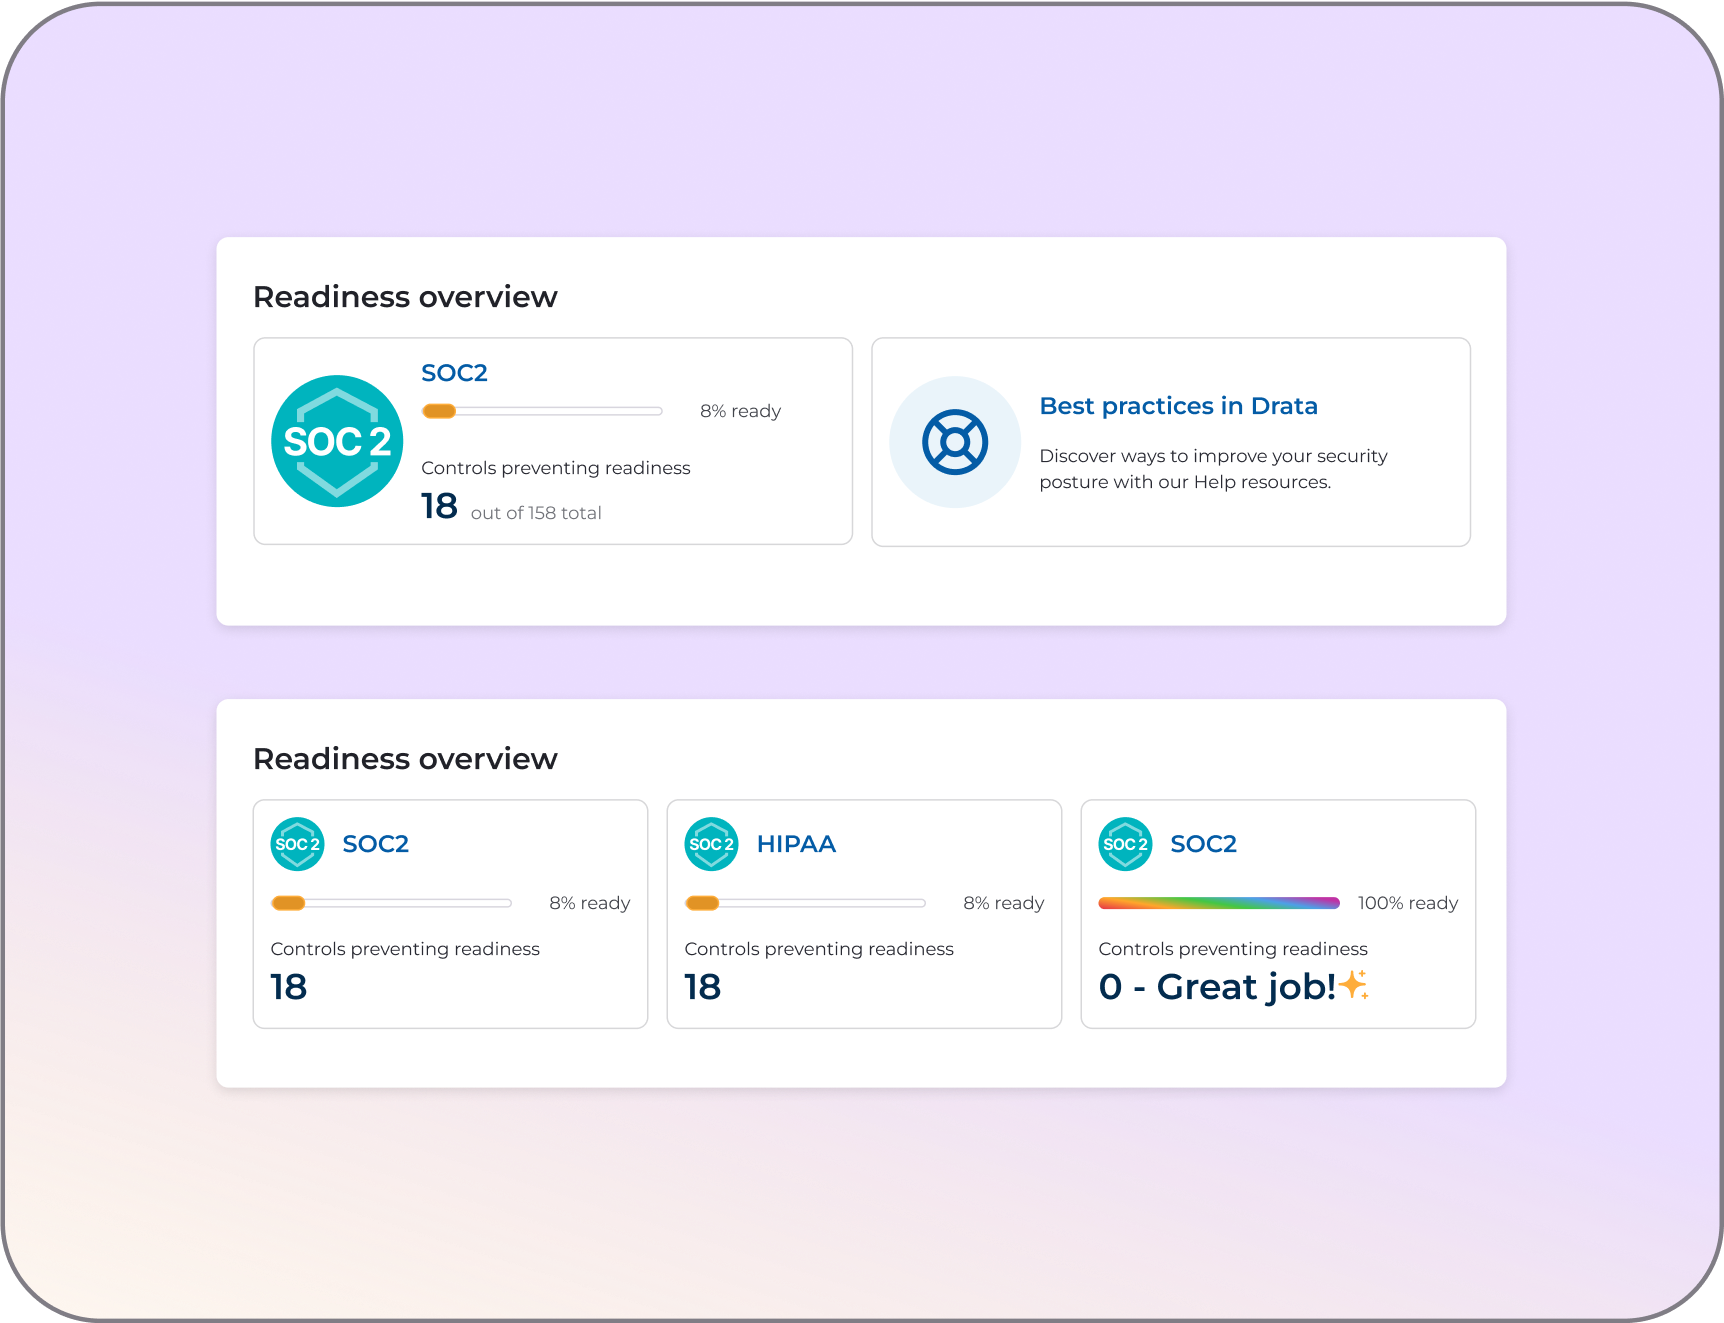 Readiness overview
SOC 2
SOC2
8% ready
Controls preventing readiness
18 out of 158 total
Best practices in Drata
Discover ways to improve your security
posture with our Help resources.
Readiness overview
SOC 2
SOC2
8% ready
Controls preventing readiness
18
SOC 2
HIPAA
8% ready
Controls preventing readiness
18
SOC 2
SOC2
100% ready
Controls preventing readiness
0 - Great job!✨